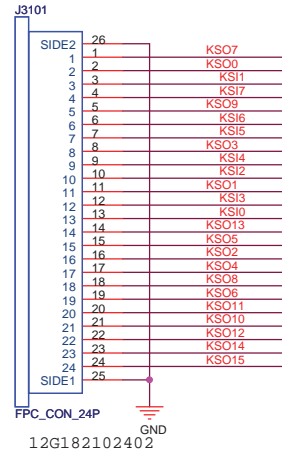 J3101
SIDE2 26
1 1 KSO7
2 2 KSO0
3 3 KSI1
4 4 KSI7
5 5 KSO9
6 6 KSI6
7 7 KSI5
8 8 KSO3
9 9 KSI4
10 10 KSI2
11 11 KSO1
12 12 KSI3
13 13 KSI0
14 14 KSO13
15 15 KSO5
16 16 KSO2
17 17 KSO4
18 18 KSO8
19 19 KSO6
20 20 KSO11
21 21 KSO10
22 22 KSO12
23 23 KSO14
24 24 KSO15
SIDE1 25
FPC_CON_24P
GND
12G182102402